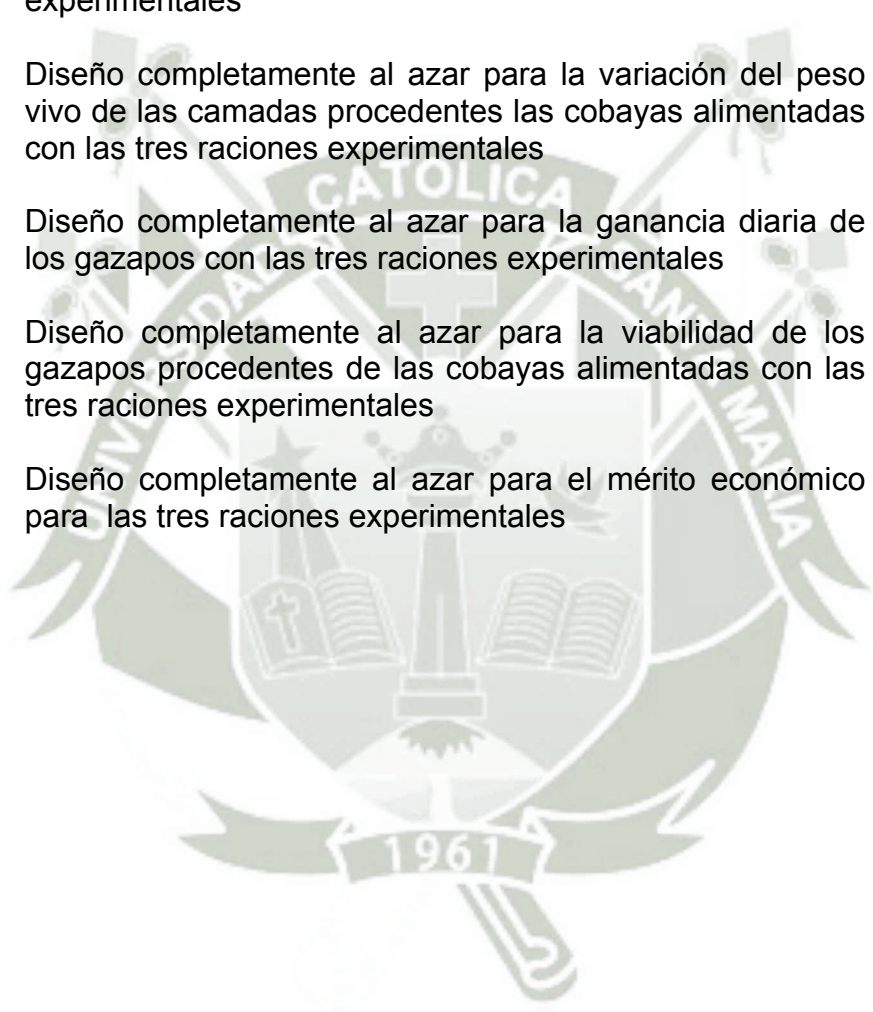 experimentales
Diseño completamente al azar para la variación del peso
vivo de las camadas procedentes las cobayas alimentadas
con las tres raciones experimentales
Diseño completamente al azar para la ganancia diaria de
los gazapos con las tres raciones experimentales
Diseño completamente al azar para la viabilidad de los
gazapos procedentes de las cobayas alimentadas con las
tres raciones experimentales
Diseño completamente al azar para el mérito económico
para las tres raciones experimentales
UNIVERSIDAD CATOLICA SANTA MARIA
1961